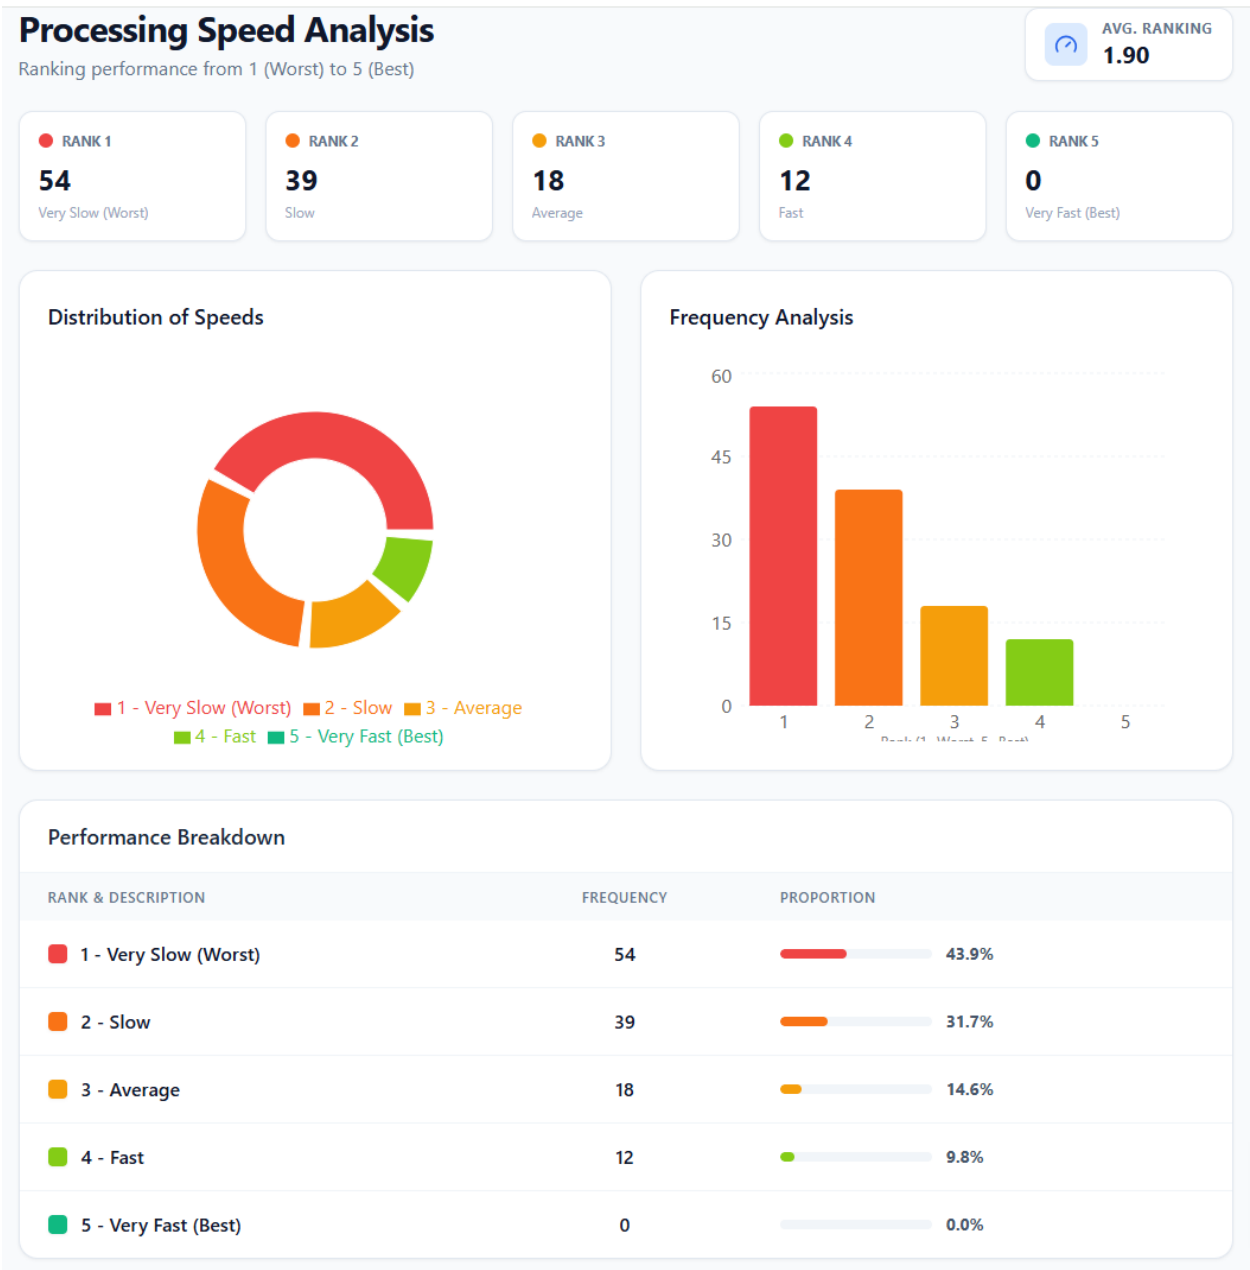 Processing Speed Analysis
Ranking performance from 1 (Worst) to 5 (Best)
AVG. RANKING
1.90
RANK 1
54
Very Slow (Worst)
RANK 2
39
Slow
RANK 3
18
Average
RANK 4
12
Fast
RANK 5
0
Very Fast (Best)
Distribution of Speeds
1 - Very Slow (Worst) 2 - Slow 3 - Average
4 - Fast 5 - Very Fast (Best)
Frequency Analysis
60
45
30
15
0
1 2 3 4 5
Rank (1 Worst 5 Best)
Performance Breakdown
RANK & DESCRIPTION FREQUENCY PROPORTION
1 - Very Slow (Worst) 54 43.9%
2 - Slow 39 31.7%
3 - Average 18 14.6%
4 - Fast 12 9.8%
5 - Very Fast (Best) 0 0.0%